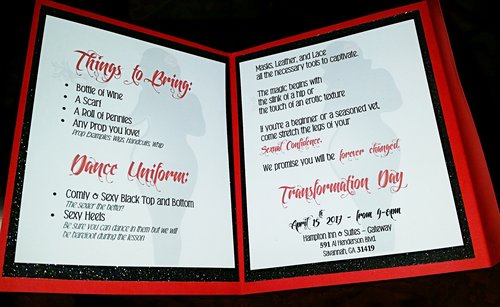 Things to Bring:
• Bottle of Wine
• A Scarf
• A Roll of Pennies
• Any Prop you love!
Prop Examples: Wigs, Handcuffs, Whip
Dance Uniform:
• Comfy & Sexy Black Top and Bottom
The sexier the better!
• Sexy Heels
Be sure you can dance in them but we will
be barefoot during the lesson
Masks, Leather, and Lace
all the necessary tools to captivate.
The magic begins with
the slink of a hip or
the touch of an erotic texture
If you're a beginner or a seasoned vet,
come stretch the legs of your
Sexual Confidence.
We promise you will be forever changed.
Transformation Day
April 15th 2017 - from 4-6pm
Hampton Inn & Suites - Gateway
591 Al Henderson Blvd.
Savannah, GA 31419